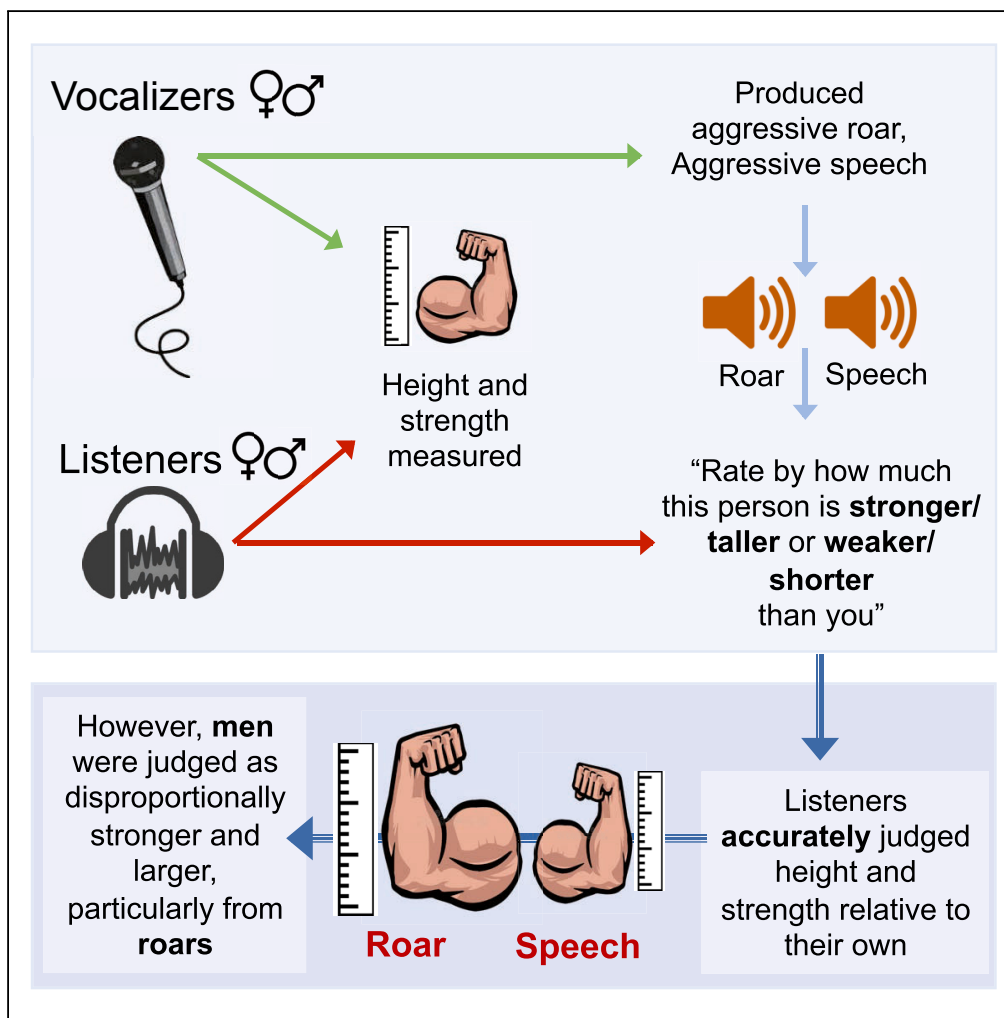 Vocalizers ♀♂
Produced
aggressive roar,
Aggressive speech
Height and
strength
measured
Roar
Speech
Listeners ♀♂
“Rate by how much
this person is stronger/
taller or weaker/
shorter
than you”
However, men
were judged as
disproportionally
stronger and
larger,
particularly from
roars
Roar
Speech
Listeners
accurately judged
height and
strength relative to
their own